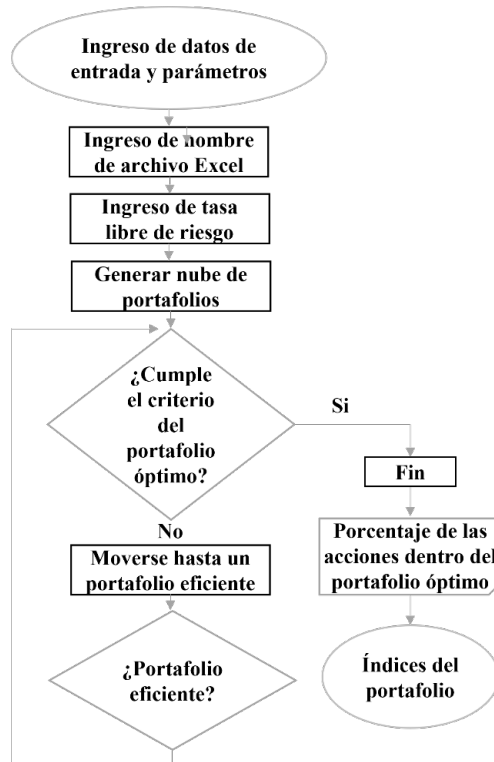 Ingreso de datos de
entrada y parámetros
Ingreso de nombre
de archivo Excel
Ingreso de tasa
libre de riesgo
Generar nube de
portafolios
¿Cumple
el criterio
del
portafolio
óptimo?
Si
Fin
Porcentaje de las
acciones dentro del
portafolio óptimo
Índices del
portafolio
No
Moverse hasta un
portafolio eficiente
¿Portafolio
eficiente?